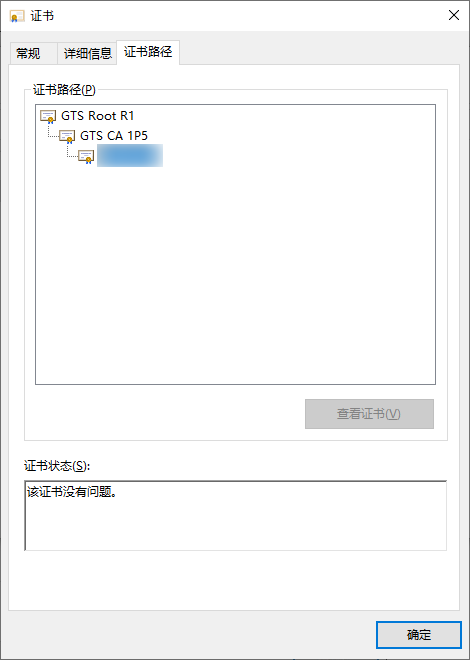 证书
常规
详细信息
证书路径
证书路径(P)
GTS Root R1
GTS CA 1P5
查看证书(V)
证书状态(S):
该证书没有问题。
确定